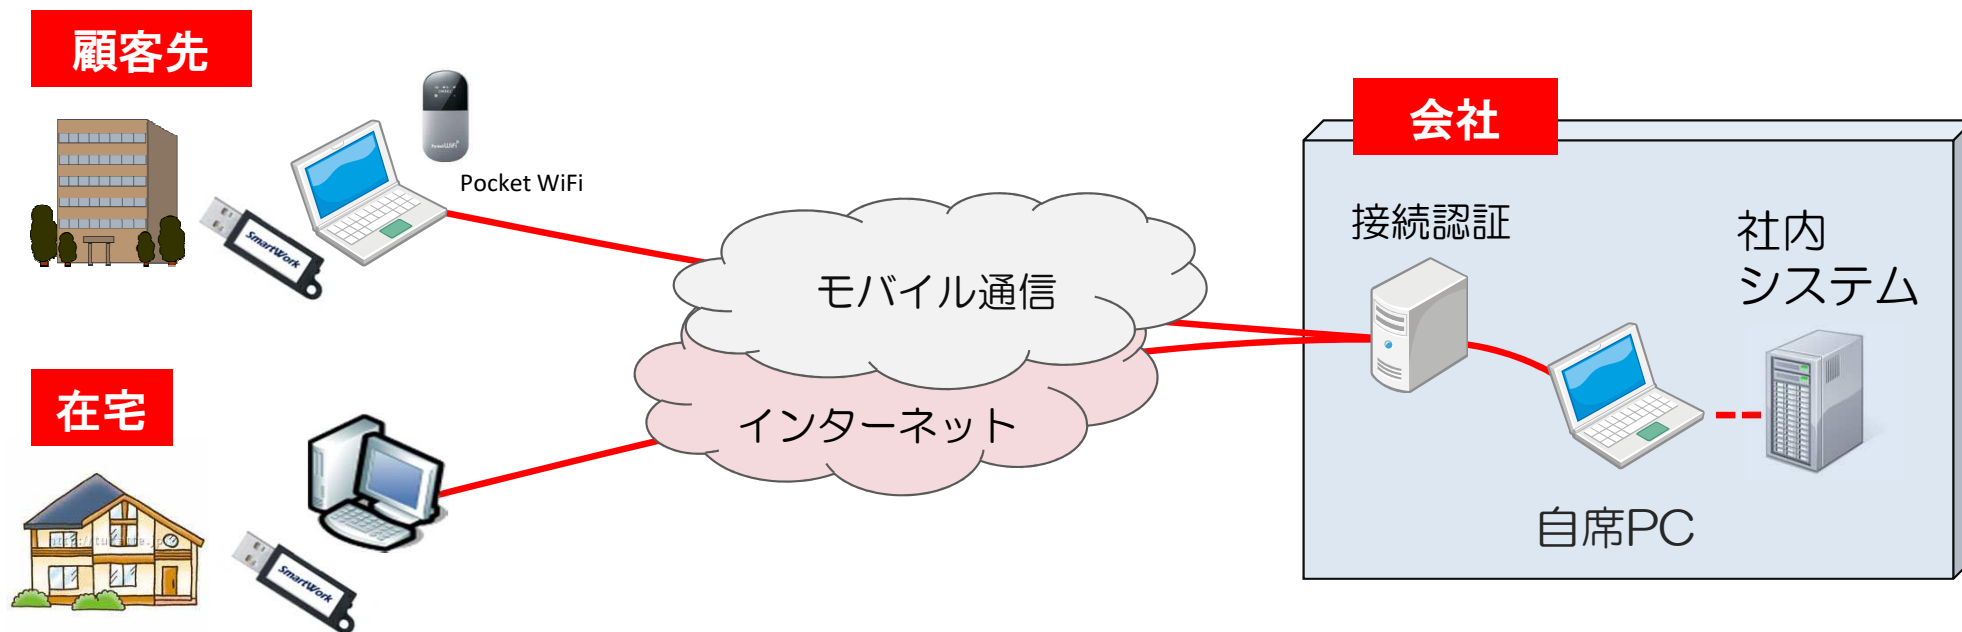 顧客先
Pocket WiFi
SmartWork
モバイル通信
インターネット
在宅
SmartWork
会社
接続認証
社内
システム
自席PC